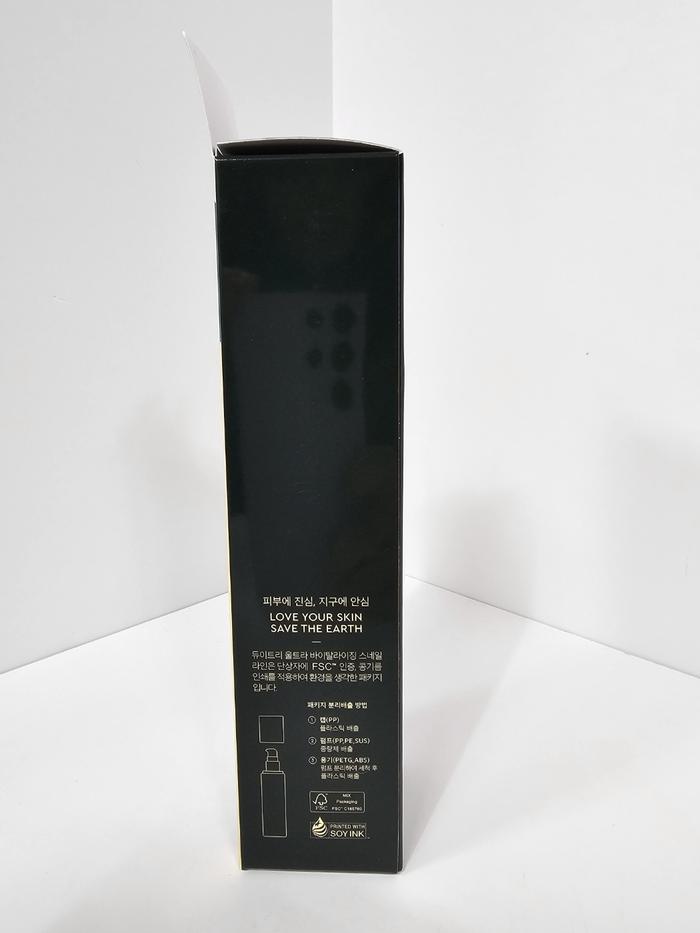 피부에 진심, 지구에 안심
LOVE YOUR SKIN
SAVE THE EARTH
듀이트리 울트라 바이탈라이징 스네일
라인은 단상자에 FSC™ 인증, 콩기름
인쇄를 적용하여 환경을 생각한 패키지
입니다.
패키지 분리배출 방법
① 캡(PP)
플라스틱 배출
② 펌프(PP,PE,SUS)
종량제 배출
③ 용기(PETG,ABS)
펌프 분리하여 세척 후
플라스틱 배출
FSC
MIX
Packaging
FSC™ C165760
PRINTED WITH
SOY INK